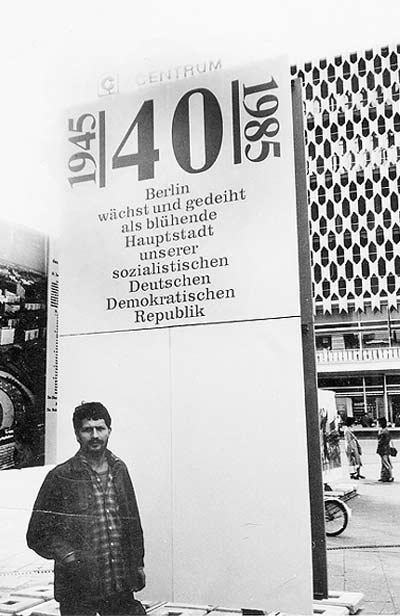 CENTRUM
1945 40 1985
Berlin
wächst und gedeiht
als blühende
Hauptstadt
unserer
sozialistischen
Deutschen
Demokratischen
Republik